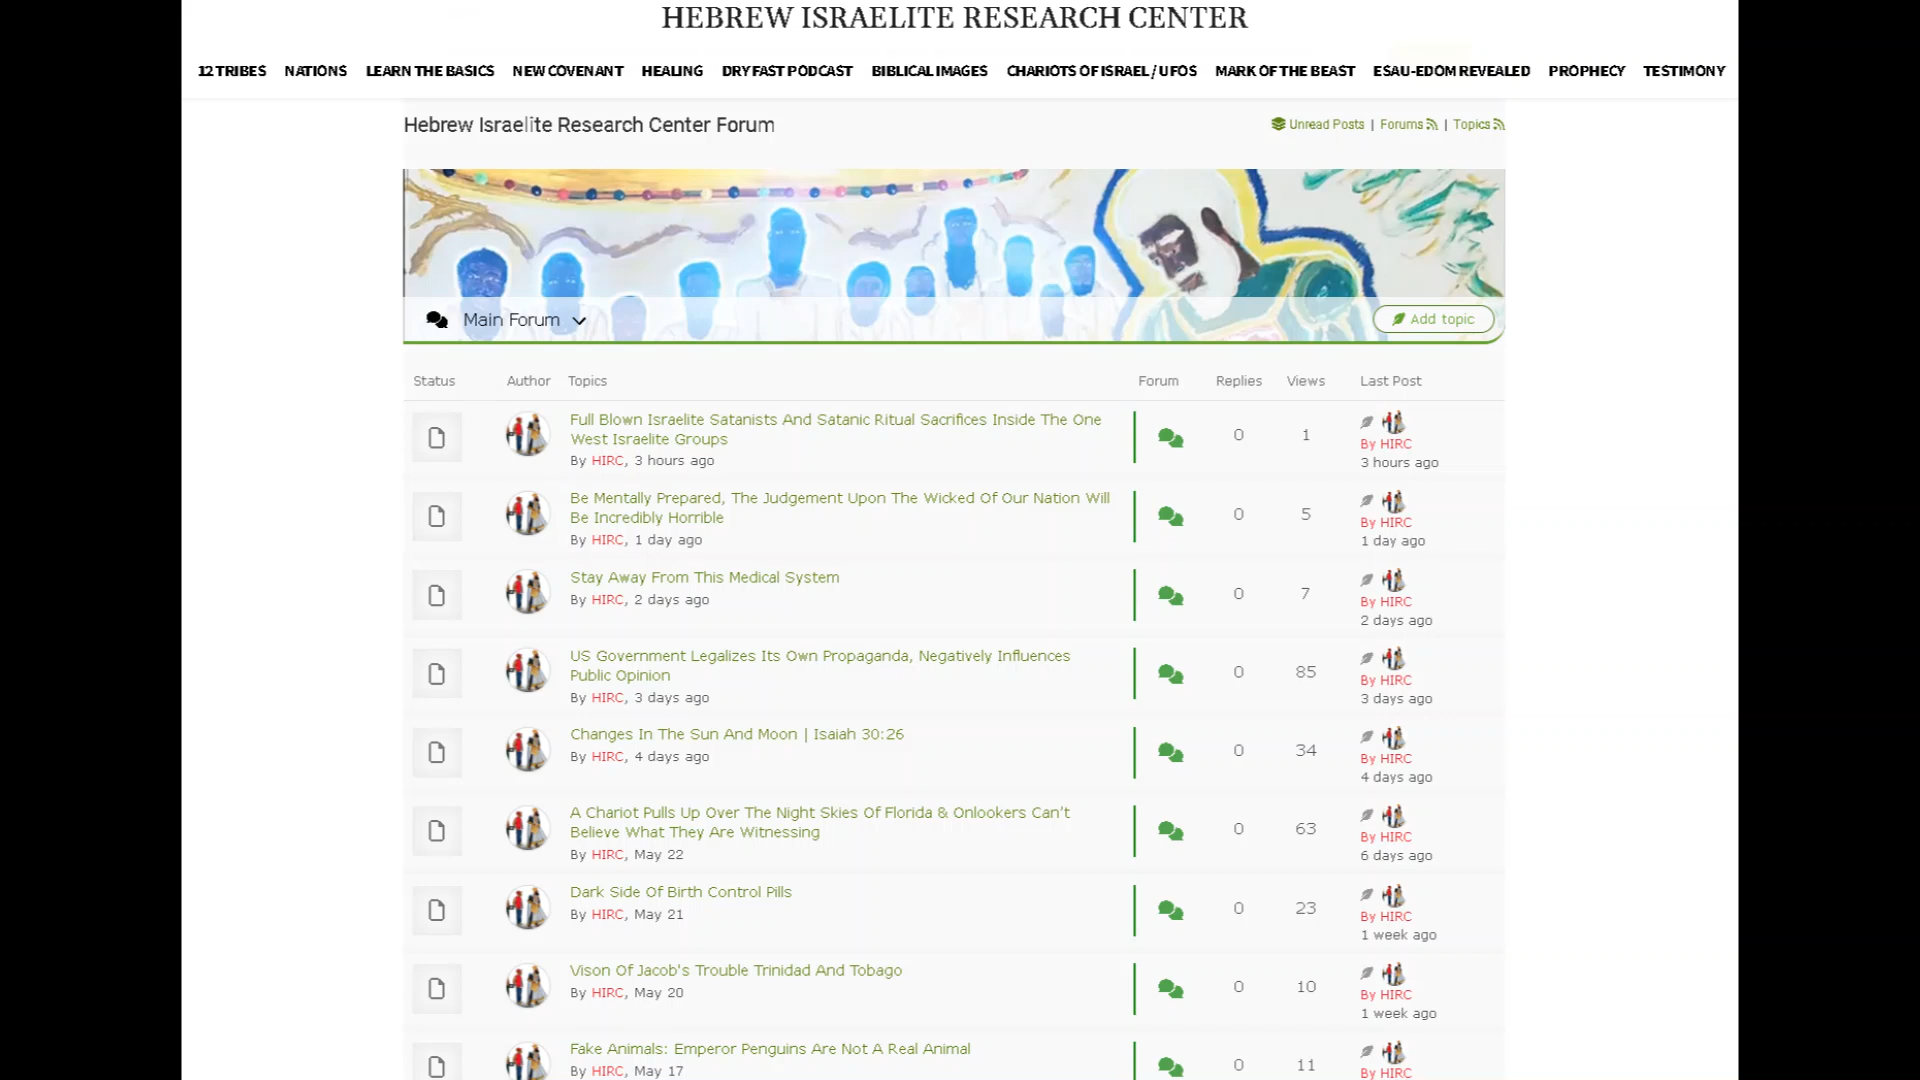 HEBREW ISRAELITE RESEARCH CENTER
12 TRIBES NATIONS LEARN THE BASICS NEW COVENANT HEALING DRY FAST PODCAST BIBLICAL IMAGES CHARIOTS OF ISRAEL / UFOS MARK OF THE BEAST ESAU-EDOM REVEALED PROPHECY TESTIMONY
Hebrew Israelite Research Center Forum
Unread Posts | Forums | Topics
Main Forum
Add topic
Status Author Topics Forum Replies Views Last Post
Full Blown Israelite Satanists And Satanic Ritual Sacrifices Inside The One
West Israelite Groups
By HIRC, 3 hours ago
0 1
By HIRC
3 hours ago
Be Mentally Prepared, The Judgement Upon The Wicked Of Our Nation Will
Be Incredibly Horrible
By HIRC, 1 day ago
0 5
By HIRC
1 day ago
Stay Away From This Medical System
By HIRC, 2 days ago
0 7
By HIRC
2 days ago
US Government Legalizes Its Own Propaganda, Negatively Influences
Public Opinion
By HIRC, 3 days ago
0 85
By HIRC
3 days ago
Changes In The Sun And Moon | Isaiah 30:26
By HIRC, 4 days ago
0 34
By HIRC
4 days ago
A Chariot Pulls Up Over The Night Skies Of Florida & Onlookers Can't
Believe What They Are Witnessing
By HIRC, May 22
0 63
By HIRC
6 days ago
Dark Side Of Birth Control Pills
By HIRC, May 21
0 23
By HIRC
1 week ago
Vison Of Jacob's Trouble Trinidad And Tobago
By HIRC, May 20
0 10
By HIRC
1 week ago
Fake Animals: Emperor Penguins Are Not A Real Animal
By HIRC, May 17
0 11
By HIRC